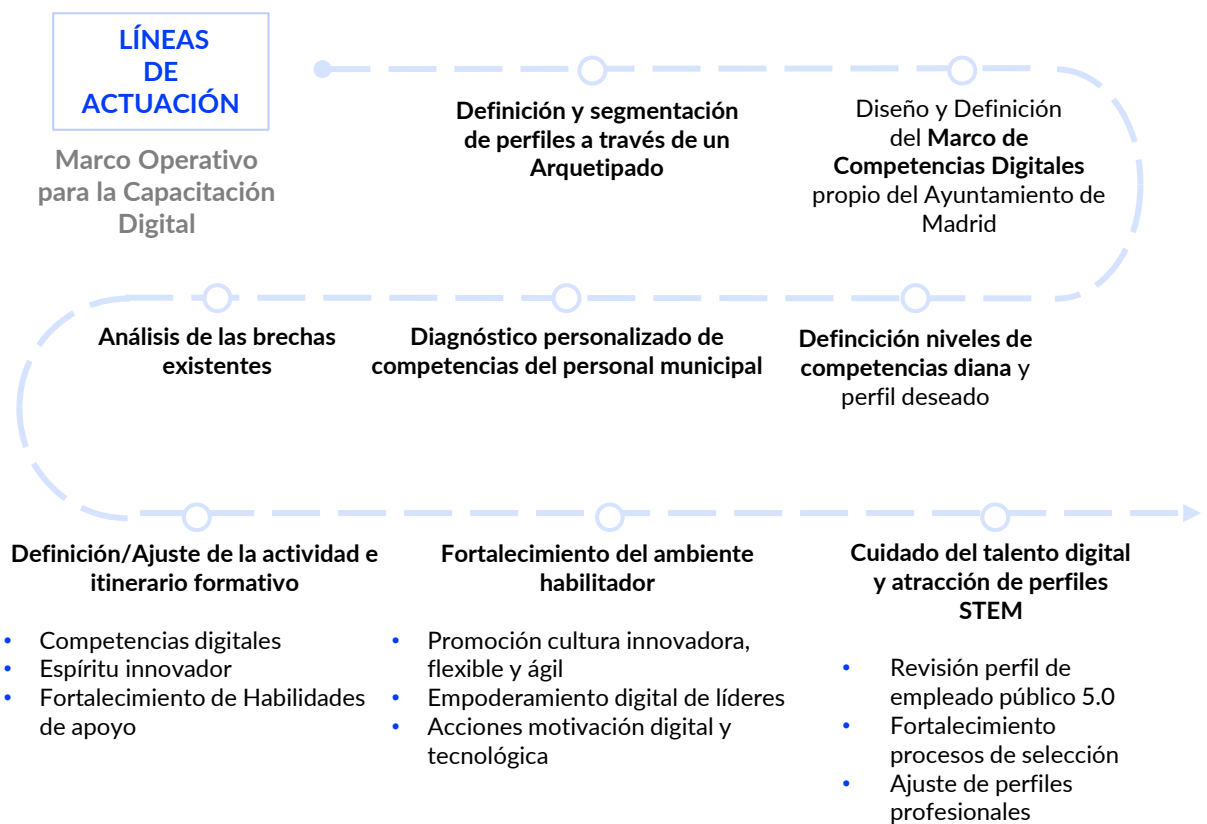 LÍNEAS
DE
ACTUACIÓN
Marco Operativo
para la Capacitación
Digital
Definición y segmentación
de perfiles a través de un
Arquetipado
Diseño y Definición
del Marco de
Competencias Digitales
propio del Ayuntamiento de
Madrid
Análisis de las brechas
existentes
Diagnóstico personalizado de
competencias del personal municipal
Defincición niveles de
competencias diana y
perfil deseado
Definición/Ajuste de la actividad e
itinerario formativo
• Competencias digitales
• Espíritu innovador
• Fortalecimiento de Habilidades
de apoyo
Fortalecimiento del ambiente
habilitador
• Promoción cultura innovadora,
flexible y ágil
• Empoderamiento digital de líderes
• Acciones motivación digital y
tecnológica
Cuidado del talento digital
y atracción de perfiles
STEM
• Revisión perfil de
empleado público 5.0
• Fortalecimiento
procesos de selección
• Ajuste de perfiles
profesionales